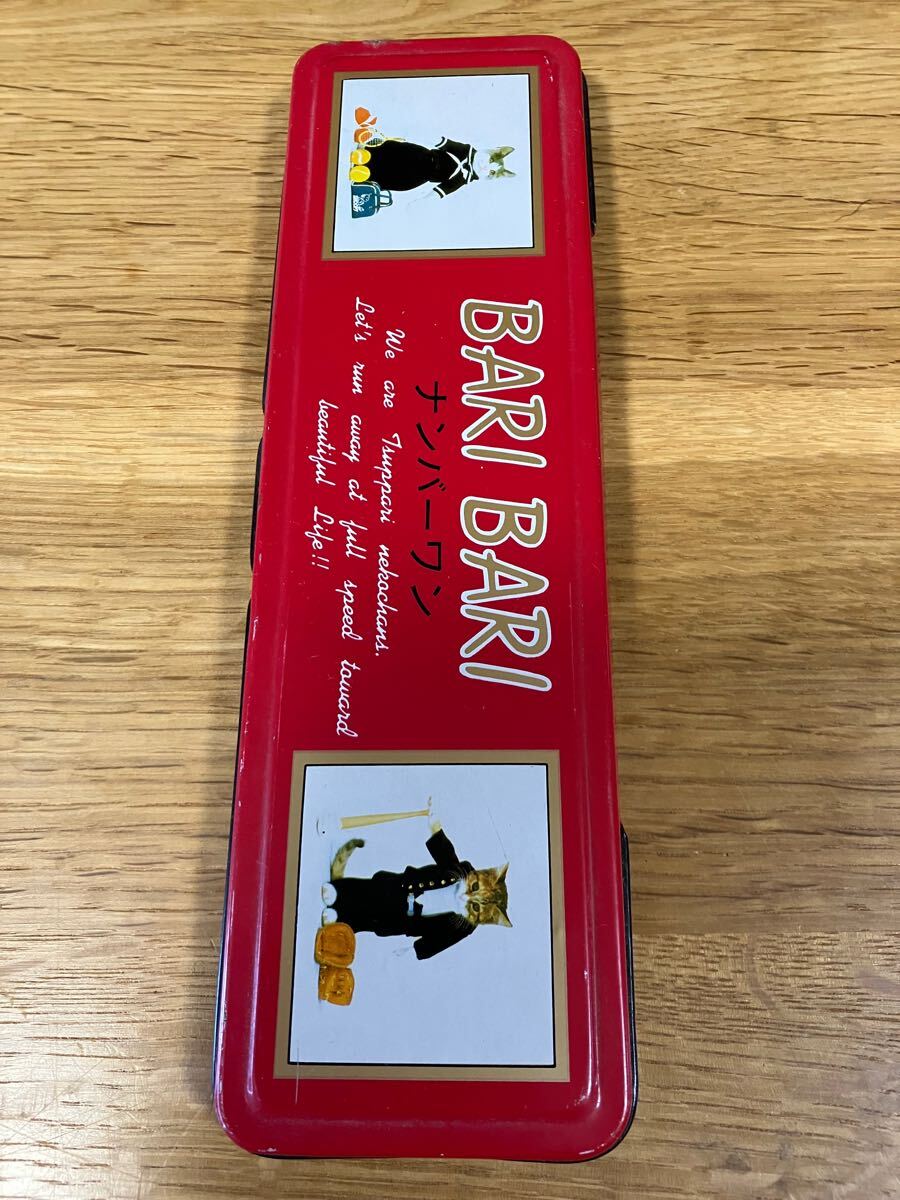 BARI BARI
ナンバーワン
We are Tsuppari nekochans.
Let's run away at full speed toward
beautiful Life!!